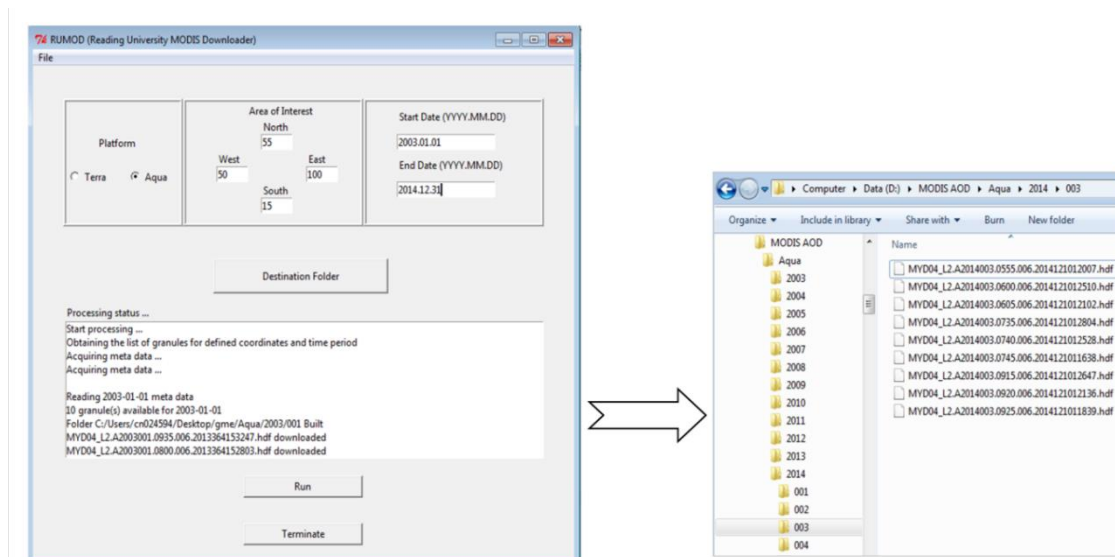 RUMOD (Reading University MODIS Downloader)
File
Platform
Terra
Aqua
Area of Interest
North
55
West
East
50
100
South
15
Start Date (YYYY.MM.DD)
2003.01.01
End Date (YYYY.MM.DD)
2014.12.31
Destination Folder
Processing status ...
Start processing ...
Obtaining the list of granules for defined coordinates and time period
Acquiring meta data ...
Acquiring meta data ...
Reading 2003-01-01 meta data
10 granule(s) available for 2003-01-01
Folder C:/Users/cn024594/Desktop/gme/Aqua/2003/001 Built
MYD04_L2.A2003001.0935.006.2013364153247.hdf downloaded
MYD04_L2.A2003001.0800.006.2013364152803.hdf downloaded
Run
Terminate
Computer Data (D:) MODIS AOD Aqua 2014 003
Organize Include in library Share with Burn New folder
MODIS AOD
Aqua
2003
2004
2005
2006
2007
2008
2009
2010
2011
2012
2013
2014
001
002
003
004
Name
MYD04_L2.A2014003.0555.006.2014121012007.hdf
MYD04_L2.A2014003.0600.006.2014121012510.hdf
MYD04_L2.A2014003.0605.006.2014121012102.hdf
MYD04_L2.A2014003.0735.006.2014121012804.hdf
MYD04_L2.A2014003.0740.006.2014121012528.hdf
MYD04_L2.A2014003.0745.006.2014121011638.hdf
MYD04_L2.A2014003.0915.006.2014121012647.hdf
MYD04_L2.A2014003.0920.006.2014121012136.hdf
MYD04_L2.A2014003.0925.006.2014121011839.hdf